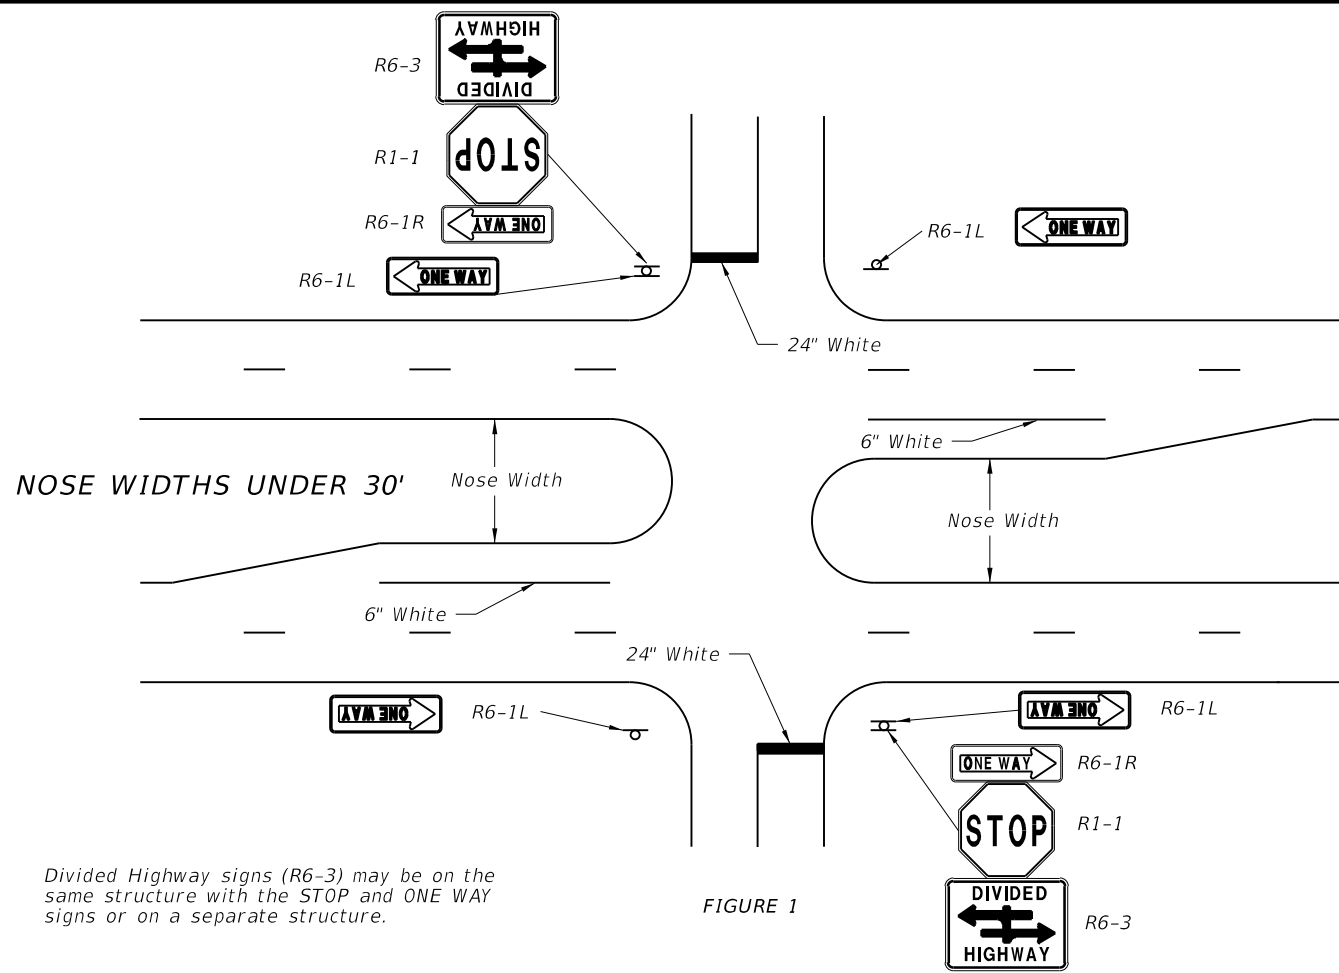 HIGHWAY
DIVIDED
R6-3
STOP
R1-1
ONE WAY
R6-1R
ONE WAY
R6-1L
R6-1L
ONE WAY
24" White
6" White
NOSE WIDTHS UNDER 30'
Nose Width
Nose Width
6" White
24" White
ONE WAY
R6-1L
ONE WAY
R6-1L
ONE WAY
R6-1R
STOP
R1-1
DIVIDED
HIGHWAY
R6-3
Divided Highway signs (R6-3) may be on the
same structure with the STOP and ONE WAY
signs or on a separate structure.
FIGURE 1